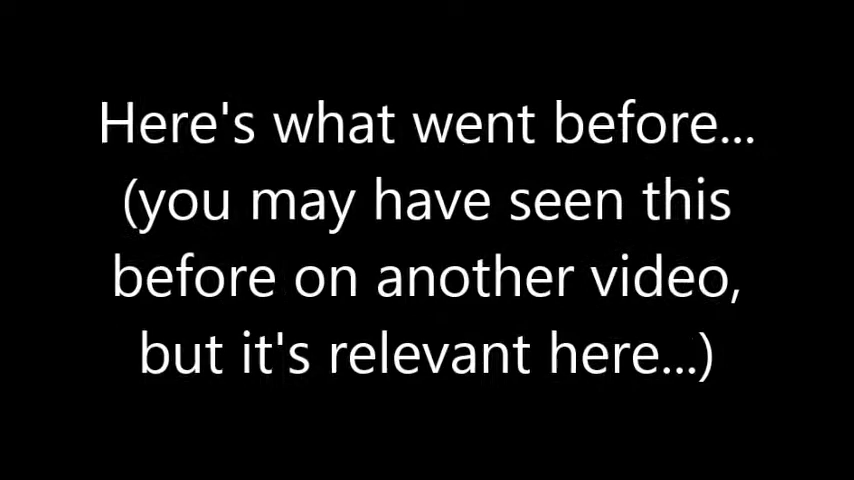 Here's what went before...
(you may have seen this
before on another video,
but it's relevant here...)